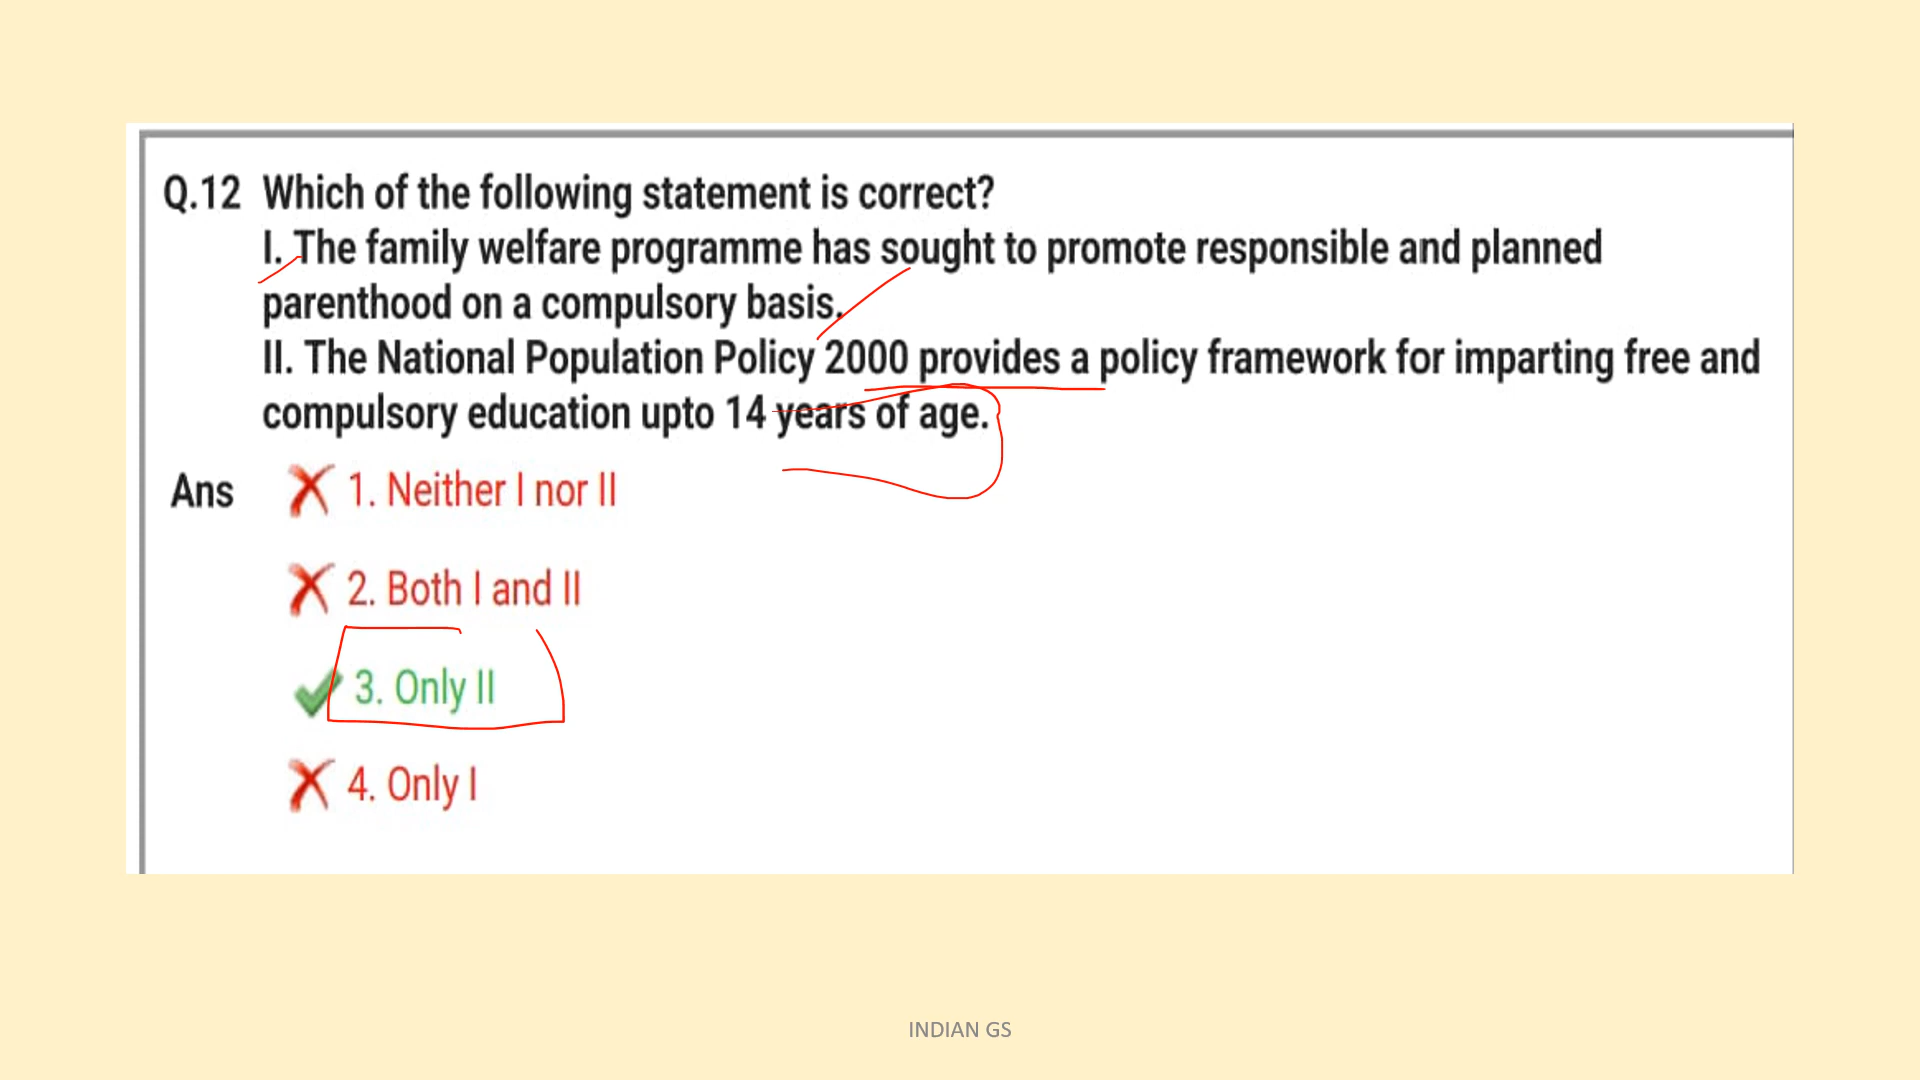 Q.12 Which of the following statement is correct?
I. The family welfare programme has sought to promote responsible and planned
parenthood on a compulsory basis.
II. The National Population Policy 2000 provides a policy framework for imparting free and
compulsory education upto 14 years of age.
Ans 1. Neither I nor II
2. Both I and II
3. Only II
4. Only I
INDIAN GS